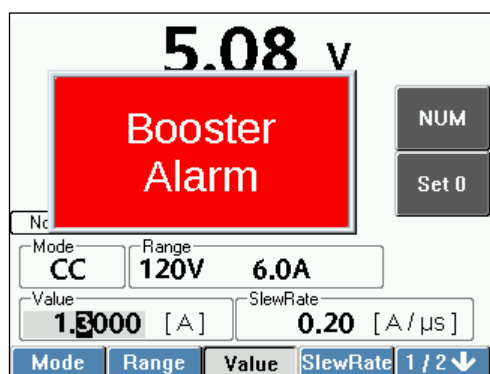 5.08 V
Booster
Alarm
NUM
Set 0
Mode
CC
Range
120V 6.0A
Value
1.3000 [A]
SlewRate
0.20 [A/μs]
Mode Range Value SlewRate 1/2